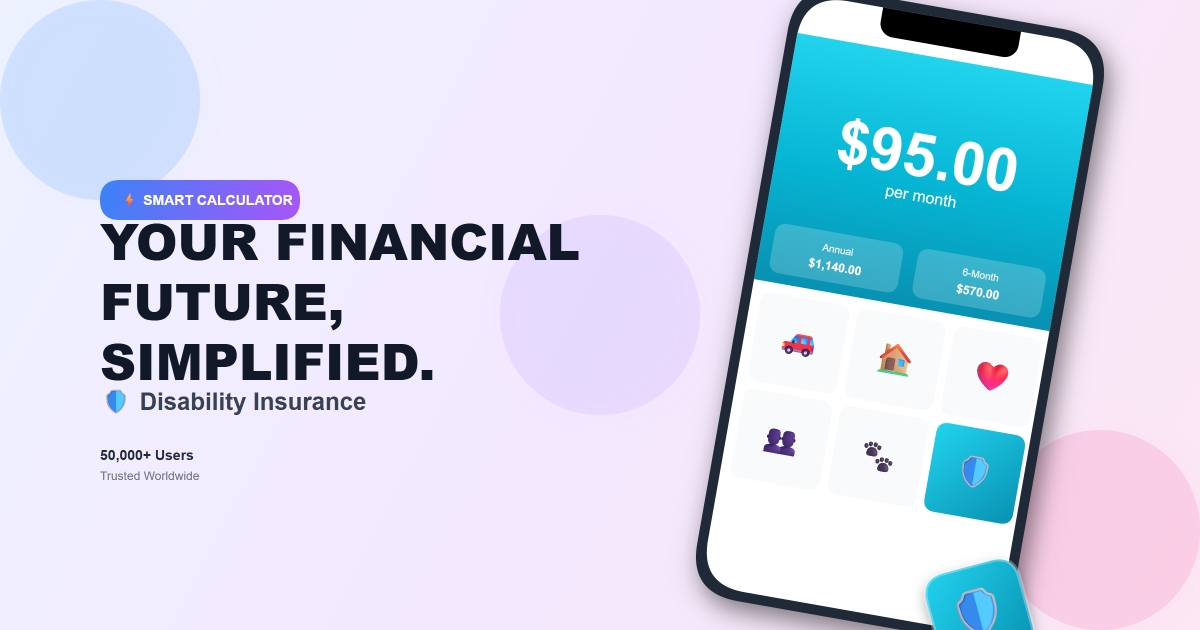 SMART CALCULATOR
YOUR FINANCIAL
FUTURE,
SIMPLIFIED.
Disability Insurance
50,000+ Users
Trusted Worldwide
$95.00
per month
Annual
$1,140.00
6-Month
$570.00